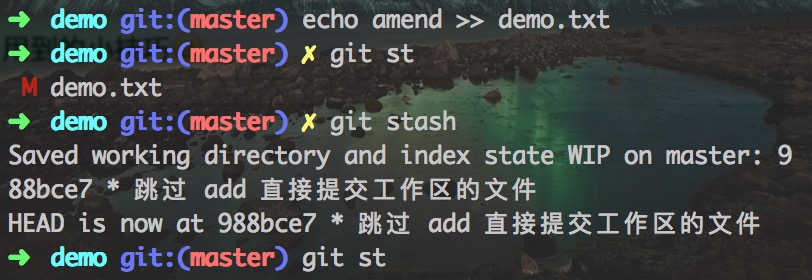 ➜ demo git:(master) echo amend >> demo.txt
➜ demo git:(master) ✗ git st
M demo.txt
➜ demo git:(master) ✗ git stash
Saved working directory and index state WIP on master: 9
88bce7 * 跳过 add 直接提交工作区的文件
HEAD is now at 988bce7 * 跳过 add 直接提交工作区的文件
➜ demo git:(master) git st